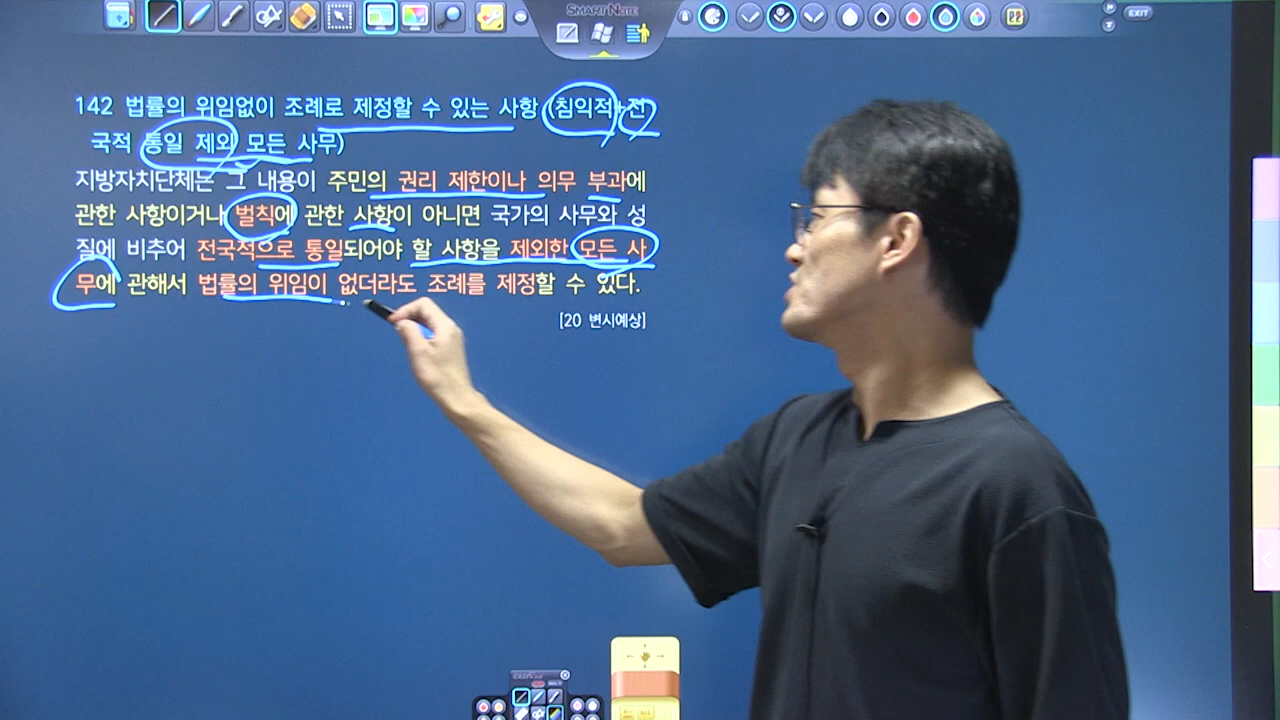 SMART NOTE
EXIT
142 법률의 위임없이 조례로 제정할 수 있는 사항 (침익적+전
국적 통일 제외 모든 사무)
지방자치단체는 그 내용이 주민의 권리 제한이나 의무 부과에
관한 사항이거나 벌칙에 관한 사항이 아니면 국가의 사무와 성
질에 비추어 전국적으로 통일되어야 할 사항을 제외한 모든 사
무에 관해서 법률의 위임이 없더라도 조례를 제정할 수 있다.
[20 변시예상]